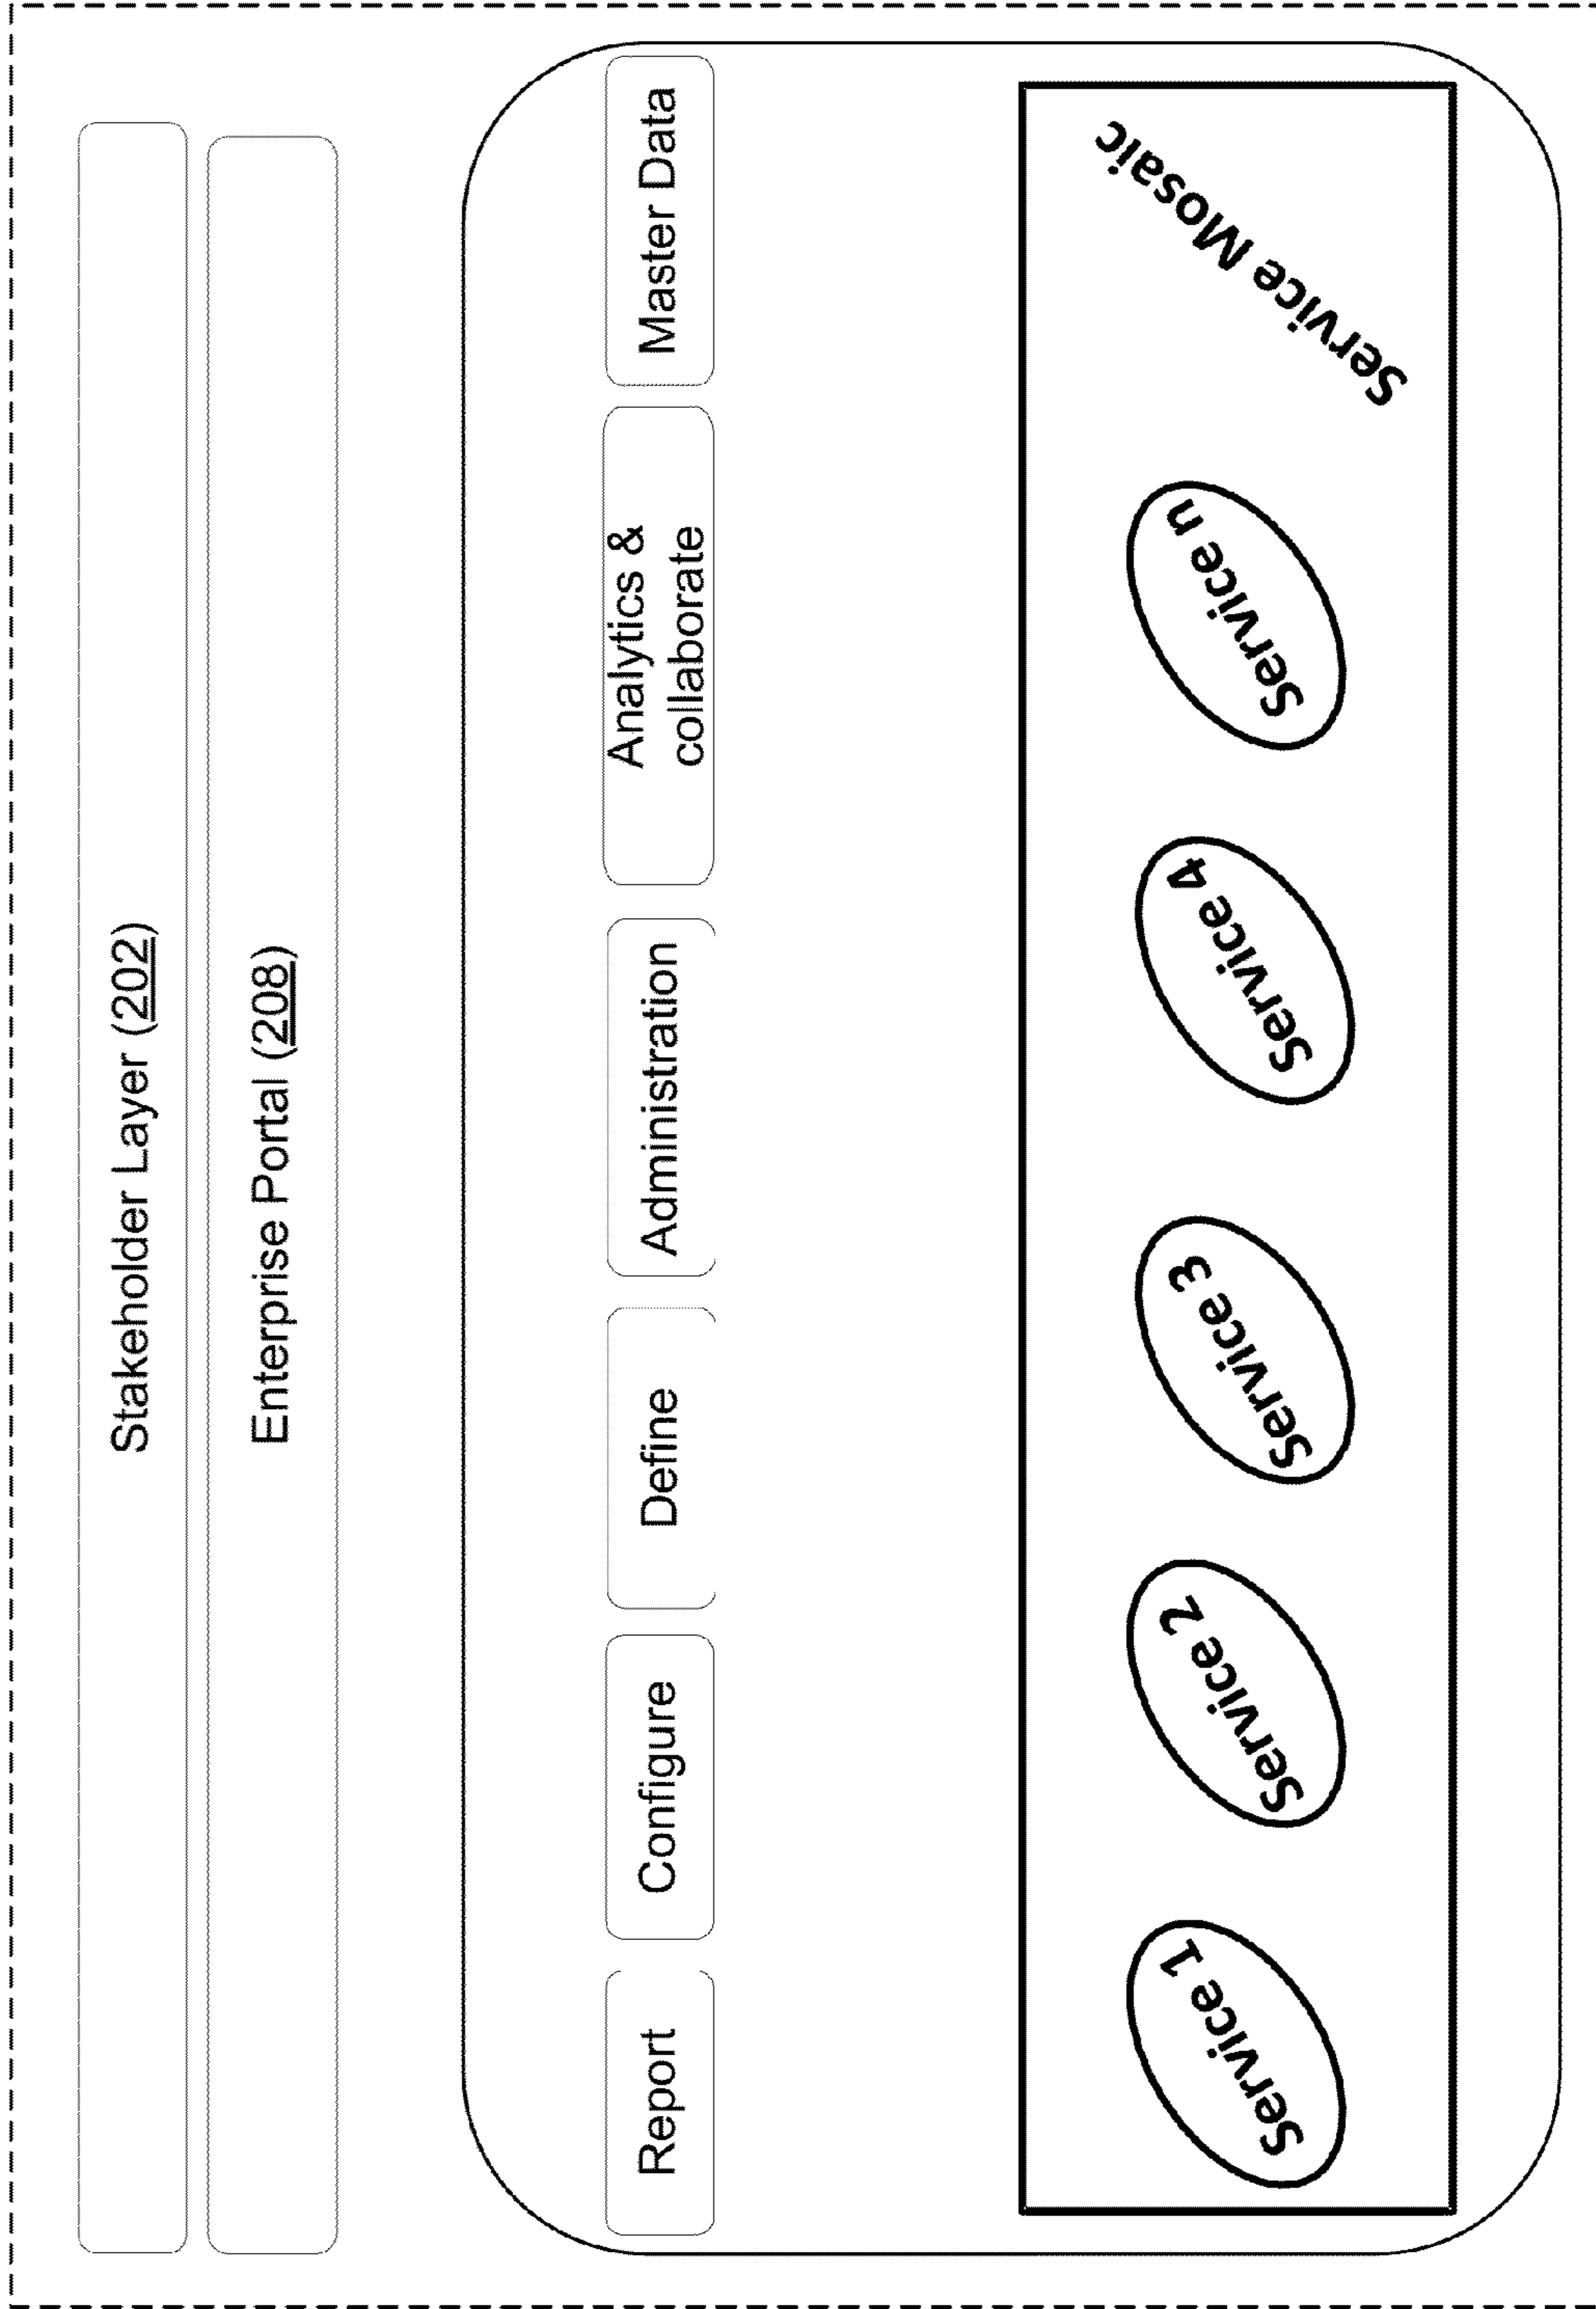 Stakeholder Layer (202)
Enterprise Portal (208)
Report
Configure
Define
Administration
Analytics &
collaborate
Master Data
Service 1
Service 2
Service 3
Service 4
Service n
Service Mosaic